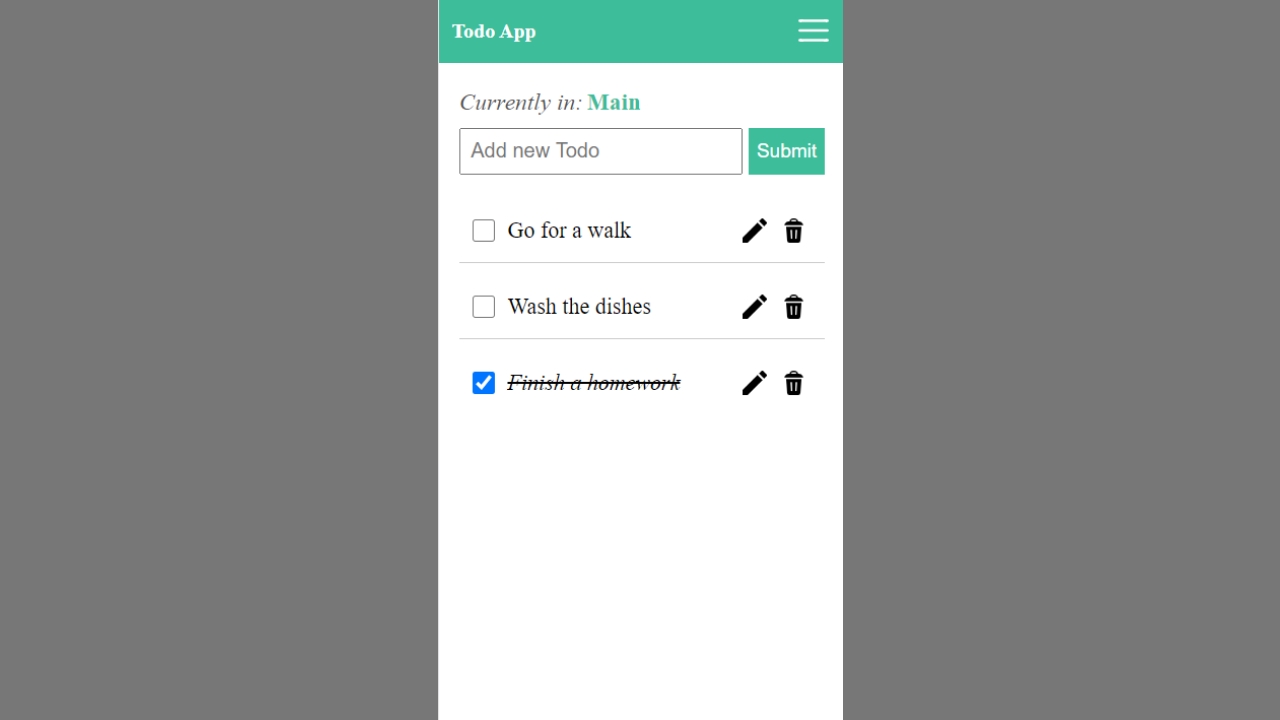 Todo App
Currently in: Main
Add new Todo
Submit
Go for a walk
Wash the dishes
Finish a homework